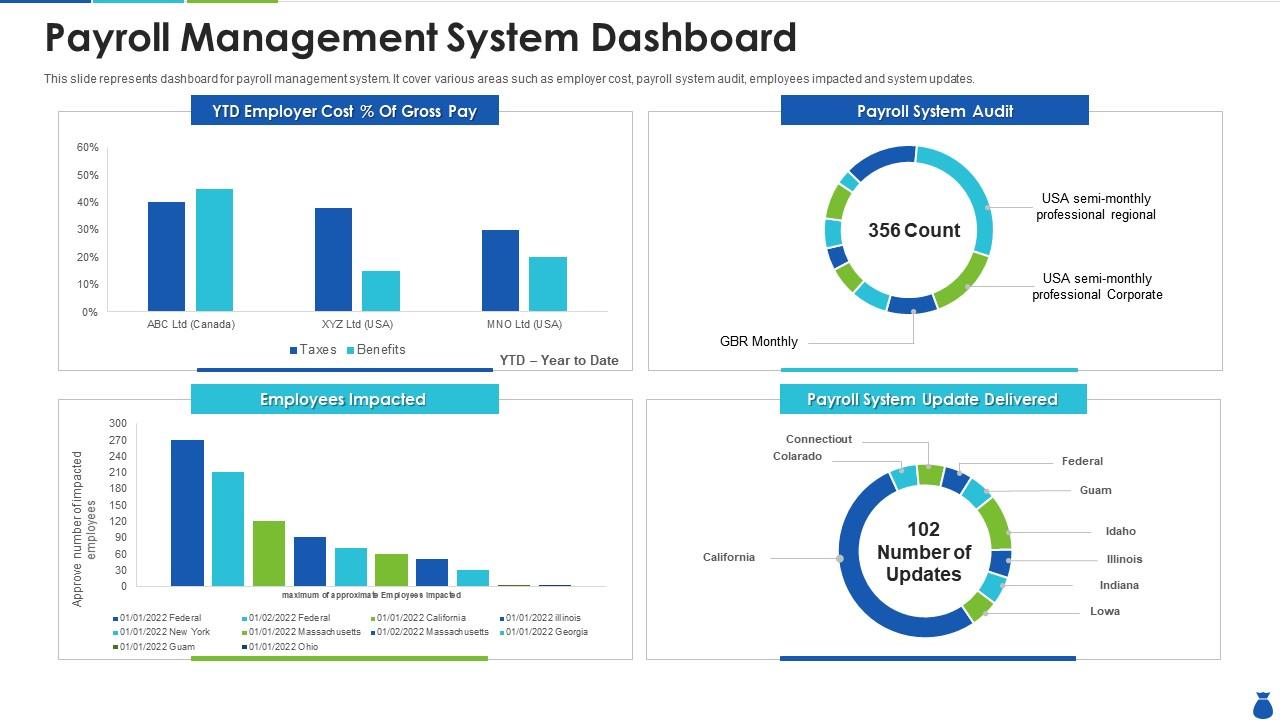 Payroll Management System Dashboard
This slide represents dashboard for payroll management system. It cover various areas such as employer cost, payroll system audit, employees impacted and system updates.
YTD Employer Cost % Of Gross Pay
60%
50%
40%
30%
20%
10%
0%
ABC Ltd (Canada)
XYZ Ltd (USA)
MNO Ltd (USA)
Taxes
Benefits
YTD – Year to Date
Payroll System Audit
356 Count
USA semi-monthly
professional regional
USA semi-monthly
professional Corporate
GBR Monthly
Employees Impacted
Approve number of impacted
employees
300
270
240
210
180
150
120
90
60
30
0
maximum of approximate Employees Impacted
01/01/2022 Federal
01/02/2022 Federal
01/01/2022 California
01/01/2022 illinois
01/01/2022 New York
01/01/2022 Massachusetts
01/02/2022 Massachusetts
01/01/2022 Georgia
01/01/2022 Guam
01/01/2022 Ohio
Payroll System Update Delivered
Connecticut
Colarado
Federal
Guam
Idaho
Illinois
Indiana
Lowa
California
102
Number of
Updates